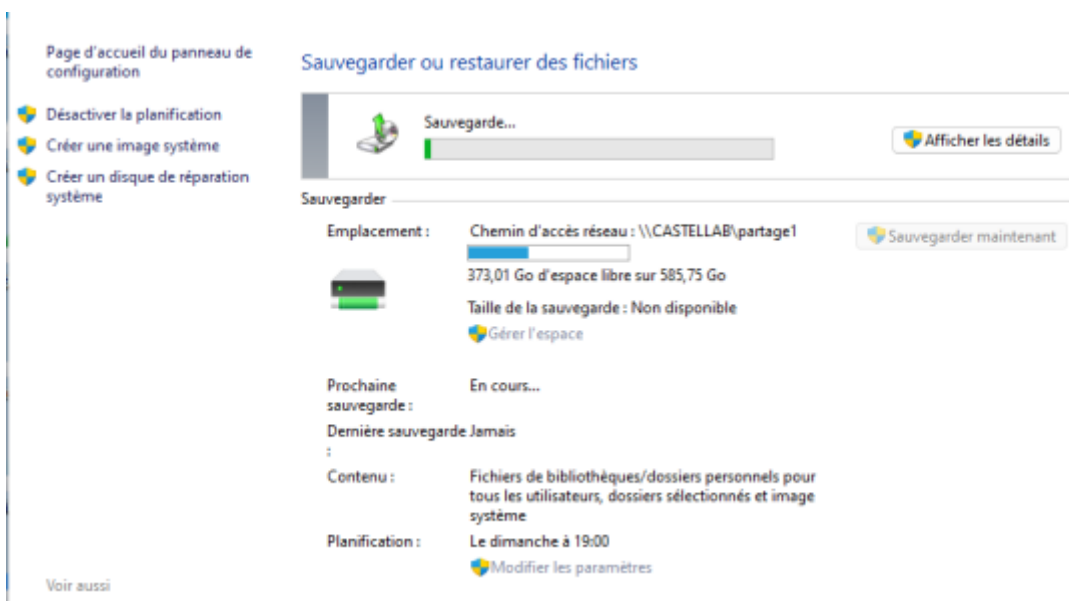 Page d'accueil du panneau de
configuration
Désactiver la planification
Créer une image système
Créer un disque de réparation
système
Voir aussi
Sauvegarder ou restaurer des fichiers
Sauvegarde...
Afficher les détails
Sauvegarder
Emplacement :
Chemin d'accès réseau : \\CASTELLAB\partage1
Sauvegarder maintenant
373,01 Go d'espace libre sur 585,75 Go
Taille de la sauvegarde : Non disponible
Gérer l'espace
Prochaine
sauvegarde :
En cours...
Dernière sauvegarde
:
Jamais
Contenu :
Fichiers de bibliothèques/dossiers personnels pour
tous les utilisateurs, dossiers sélectionnés et image
système
Planification :
Le dimanche à 19:00
Modifier les paramètres